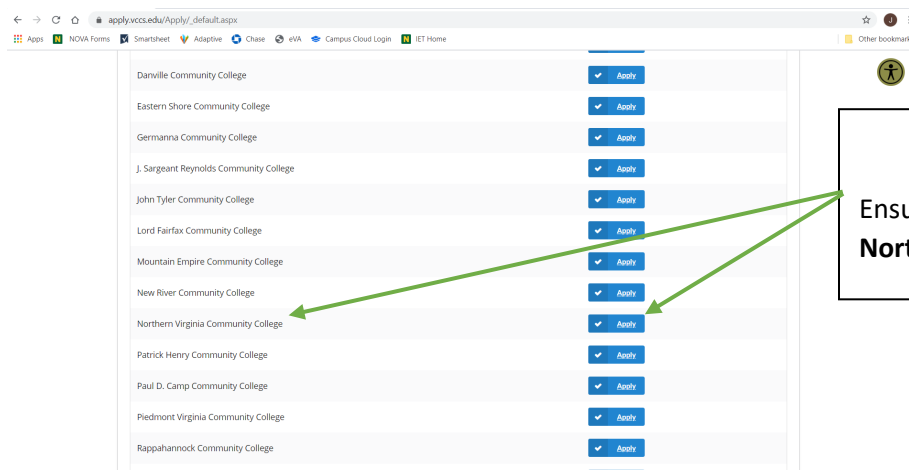 apply.vccs.edu/Apply/_default.aspx
J
Apps N NOVA Forms Smartsheet Adaptive Chase eVA Campus Cloud Login N IET Home Other bookmark
Danville Community College Apply
Eastern Shore Community College Apply
Germanna Community College Apply
J. Sargeant Reynolds Community College Apply
John Tyler Community College Apply
Lord Fairfax Community College Apply
Mountain Empire Community College Apply
New River Community College Apply
Northern Virginia Community College Apply
Patrick Henry Community College Apply
Paul D. Camp Community College Apply
Piedmont Virginia Community College Apply
Rappahannock Community College Apply
Ensu
Nort